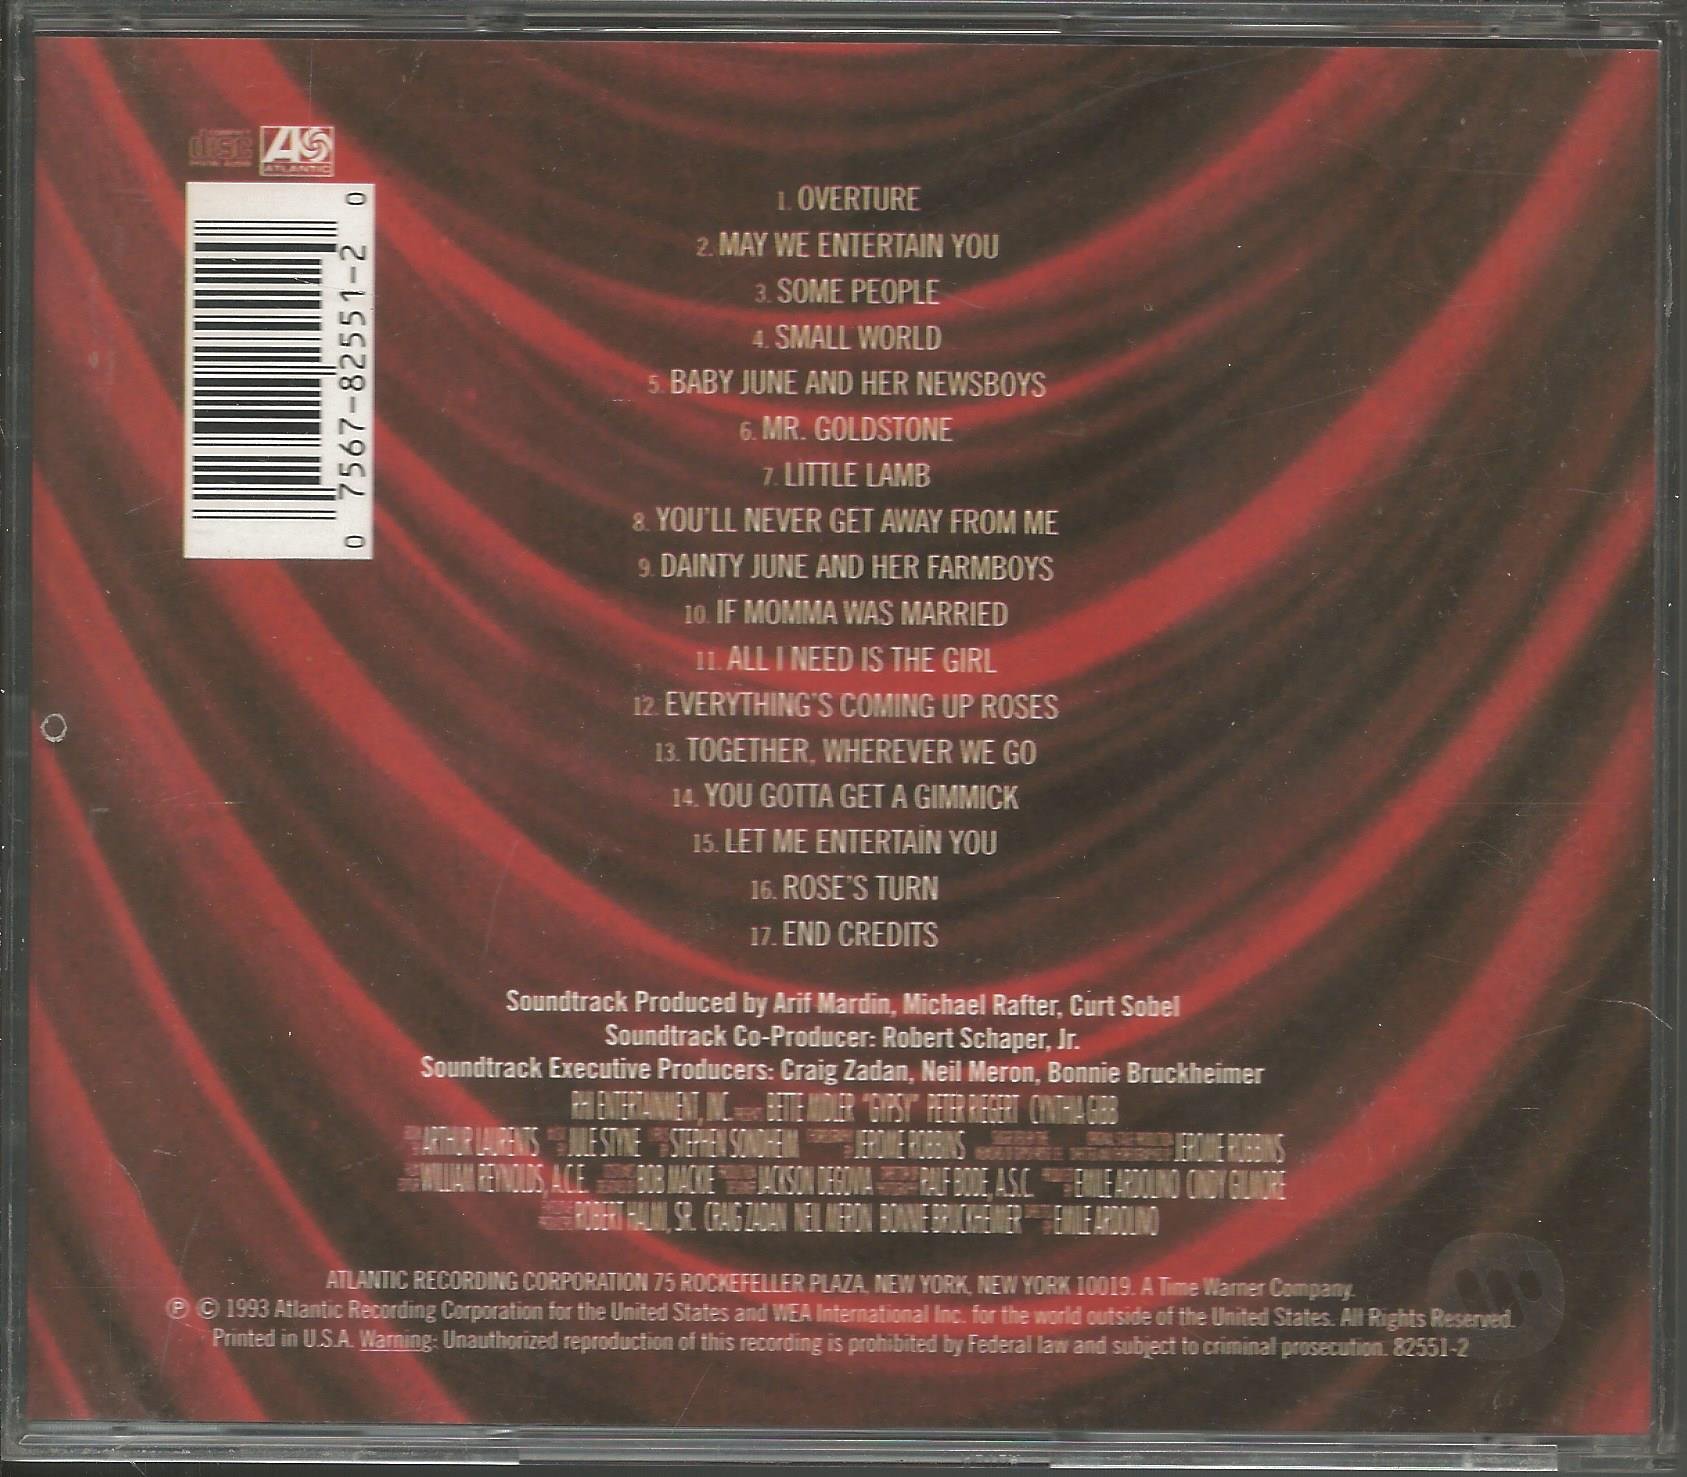 COMPACT
disc
DIGITAL AUDIO
ATLANTIC
0 7567-82551-2 0
1. OVERTURE
2. MAY WE ENTERTAIN YOU
3. SOME PEOPLE
4. SMALL WORLD
5. BABY JUNE AND HER NEWSBOYS
6. MR. GOLDSTONE
7. LITTLE LAMB
8. YOU'LL NEVER GET AWAY FROM ME
9. DAINTY JUNE AND HER FARMBOYS
10. IF MOMMA WAS MARRIED
11. ALL I NEED IS THE GIRL
12. EVERYTHING'S COMING UP ROSES
13. TOGETHER, WHEREVER WE GO
14. YOU GOTTA GET A GIMMICK
15. LET ME ENTERTAIN YOU
16. ROSE'S TURN
17. END CREDITS
Soundtrack Produced by Arif Mardin, Michael Rafter, Curt Sobel
Soundtrack Co-Producer: Robert Schaper, Jr.
Soundtrack Executive Producers: Craig Zadan, Neil Meron, Bonnie Bruckheimer
RHI ENTERTAINMENT, INC. BETTE MIDLER "GYPSY" PETER RIEGERT CYNTHIA GIBB
ARTHUR LAURENTS JULE STYNE STEPHEN SONDHEIM JEROME ROBBINS JEROME ROBBINS
WILLIAM REYNOLDS, A.C.E. BOB MACKIE JACKSON DEGOVIA RALF BODE, A.S.C. EMILE ARDOLINO CINDY GILMORE
ROBERT HALMI, SR. CRAIG ZADAN NEIL MERON BONNIE BRUCKHEIMER EMILE ARDOLINO
ATLANTIC RECORDING CORPORATION 75 ROCKEFELLER PLAZA, NEW YORK, NEW YORK 10019. A Time Warner Company.
℗ © 1993 Atlantic Recording Corporation for the United States and WEA International Inc. for the world outside of the United States. All Rights Reserved.
Printed in U.S.A. Warning: Unauthorized reproduction of this recording is prohibited by Federal law and subject to criminal prosecution. 82551-2